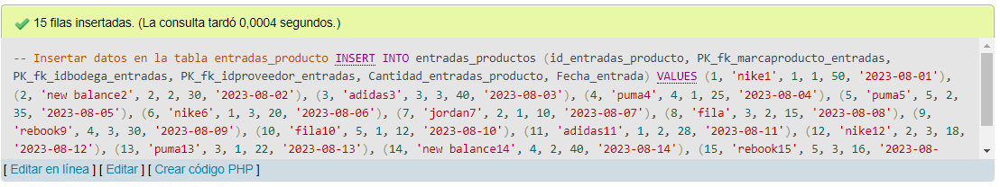 15 filas insertadas. (La consulta tardó 0,0004 segundos.)
-- Insertar datos en la tabla entradas_producto INSERT INTO entradas_productos (id_entradas_producto, PK_fk_marcaproducto_entradas,
PK_fk_idbodega_entradas, PK_fk_idproveedor_entradas, Cantidad_entradas_producto, Fecha_entrada) VALUES (1, 'nike1', 1, 1, 50, '2023-08-01'),
(2, 'new balance2', 2, 2, 30, '2023-08-02'), (3, 'adidas3', 3, 3, 40, '2023-08-03'), (4, 'puma4', 4, 1, 25, '2023-08-04'), (5, 'puma5', 5, 2,
35, '2023-08-05'), (6, 'nike6', 1, 3, 20, '2023-08-06'), (7, 'jordan7', 2, 1, 10, '2023-08-07'), (8, 'fila', 3, 2, 15, '2023-08-08'), (9,
'rebook9', 4, 3, 30, '2023-08-09'), (10, 'fila10', 5, 1, 12, '2023-08-10'), (11, 'adidas11', 1, 2, 28, '2023-08-11'), (12, 'nike12', 2, 3, 18,
'2023-08-12'), (13, 'puma13', 3, 1, 22, '2023-08-13'), (14, 'new balance14', 4, 2, 40, '2023-08-14'), (15, 'rebook15', 5, 3, 16, '2023-08-
[ Editar en línea ] [ Editar ] [ Crear código PHP ]